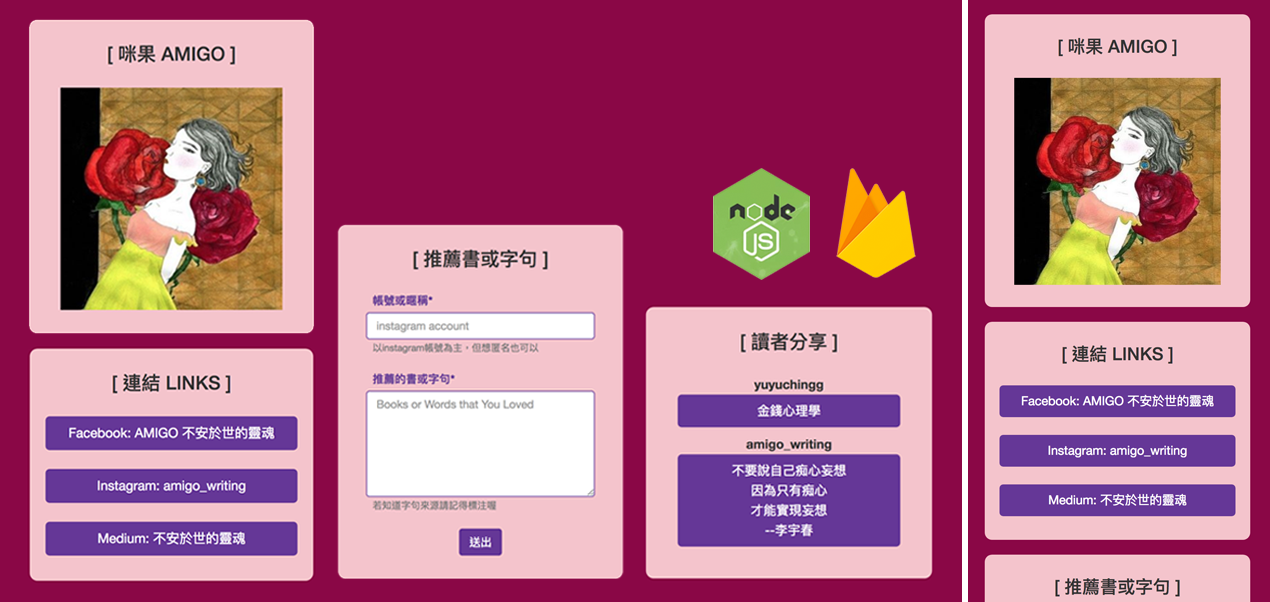 [ 咪果 AMIGO ]
[ 連結 LINKS ]
Facebook: AMIGO 不安於世的靈魂
Instagram: amigo_writing
Medium: 不安於世的靈魂
[ 推薦書或字句 ]
帳號或暱稱*
instagram account
以instagram帳號為主，但想匿名也可以
推薦的書或字句*
Books or Words that You Loved
若知道字句來源請記得標注喔
送出
node
JS
[ 讀者分享 ]
yuyuchingg
金錢心理學
amigo_writing
不要說自己痴心妄想
因為只有痴心
才能實現妄想
--李宇春
[ 咪果 AMIGO ]
[ 連結 LINKS ]
Facebook: AMIGO 不安於世的靈魂
Instagram: amigo_writing
Medium: 不安於世的靈魂
[ 推薦書或字句 ]